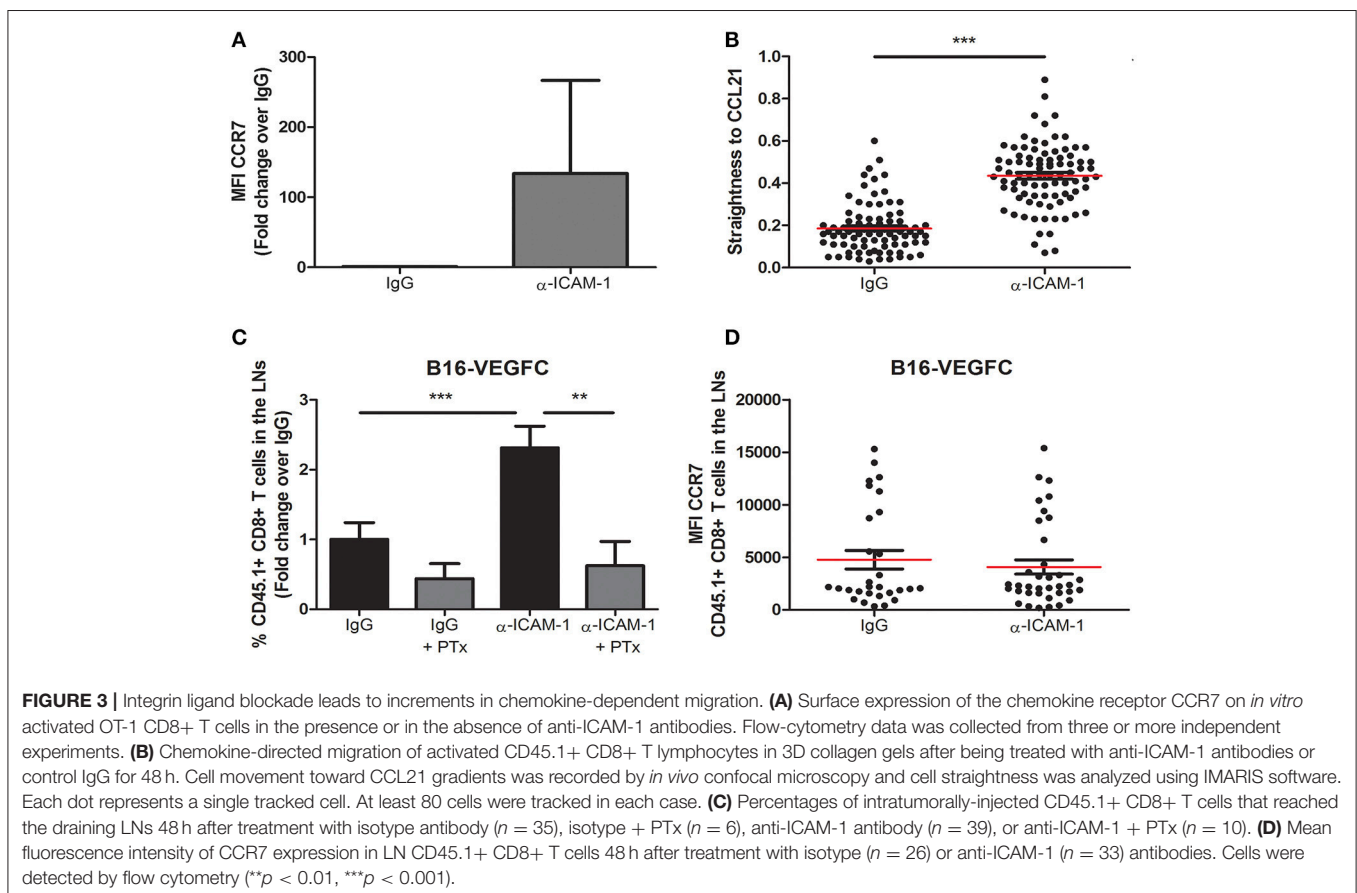 A
MFI CCR7
(Fold change over IgG)
300
200
100
0
IgG
α-ICAM-1
B
***
Straightness to CCL21
1.0
0.8
0.6
0.4
0.2
0.0
IgG
α-ICAM-1
C
B16-VEGFC
% CD45.1+ CD8+ T cells in the LNs
(Fold change over IgG)
3
2
1
0
***
**
IgG
IgG
+ PTx
α-ICAM-1
α-ICAM-1
+ PTx
D
B16-VEGFC
MFI CCR7
CD45.1+ CD8+ T cells in the LNs
20000
15000
10000
5000
0
IgG
α-ICAM-1
FIGURE 3 | Integrin ligand blockade leads to increments in chemokine-dependent migration. (A) Surface expression of the chemokine receptor CCR7 on in vitro
activated OT-1 CD8+ T cells in the presence or in the absence of anti-ICAM-1 antibodies. Flow-cytometry data was collected from three or more independent
experiments. (B) Chemokine-directed migration of activated CD45.1+ CD8+ T lymphocytes in 3D collagen gels after being treated with anti-ICAM-1 antibodies or
control IgG for 48 h. Cell movement toward CCL21 gradients was recorded by in vivo confocal microscopy and cell straightness was analyzed using IMARIS software.
Each dot represents a single tracked cell. At least 80 cells were tracked in each case. (C) Percentages of intratumorally-injected CD45.1+ CD8+ T cells that reached
the draining LNs 48 h after treatment with isotype antibody (n = 35), isotype + PTx (n = 6), anti-ICAM-1 antibody (n = 39), or anti-ICAM-1 + PTx (n = 10). (D) Mean
fluorescence intensity of CCR7 expression in LN CD45.1+ CD8+ T cells 48 h after treatment with isotype (n = 26) or anti-ICAM-1 (n = 33) antibodies. Cells were
detected by flow cytometry (**p < 0.01, ***p < 0.001).